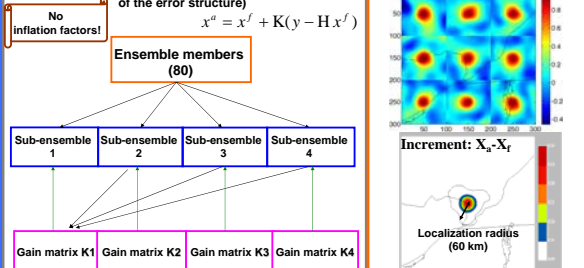 of the error structure)
No
inflation factors!
x^a = x^f + K(y − H x^f)
Ensemble members
(80)
Sub-ensemble 1
Sub-ensemble 2
Sub-ensemble 3
Sub-ensemble 4
Gain matrix K1
Gain matrix K2
Gain matrix K3
Gain matrix K4
50
100
150
200
250
300
50 100 150 200 250 300
0.8
0.6
0.4
0.2
0
-0.2
-0.4
Increment: X_a-X_f
Localization radius
(60 km)